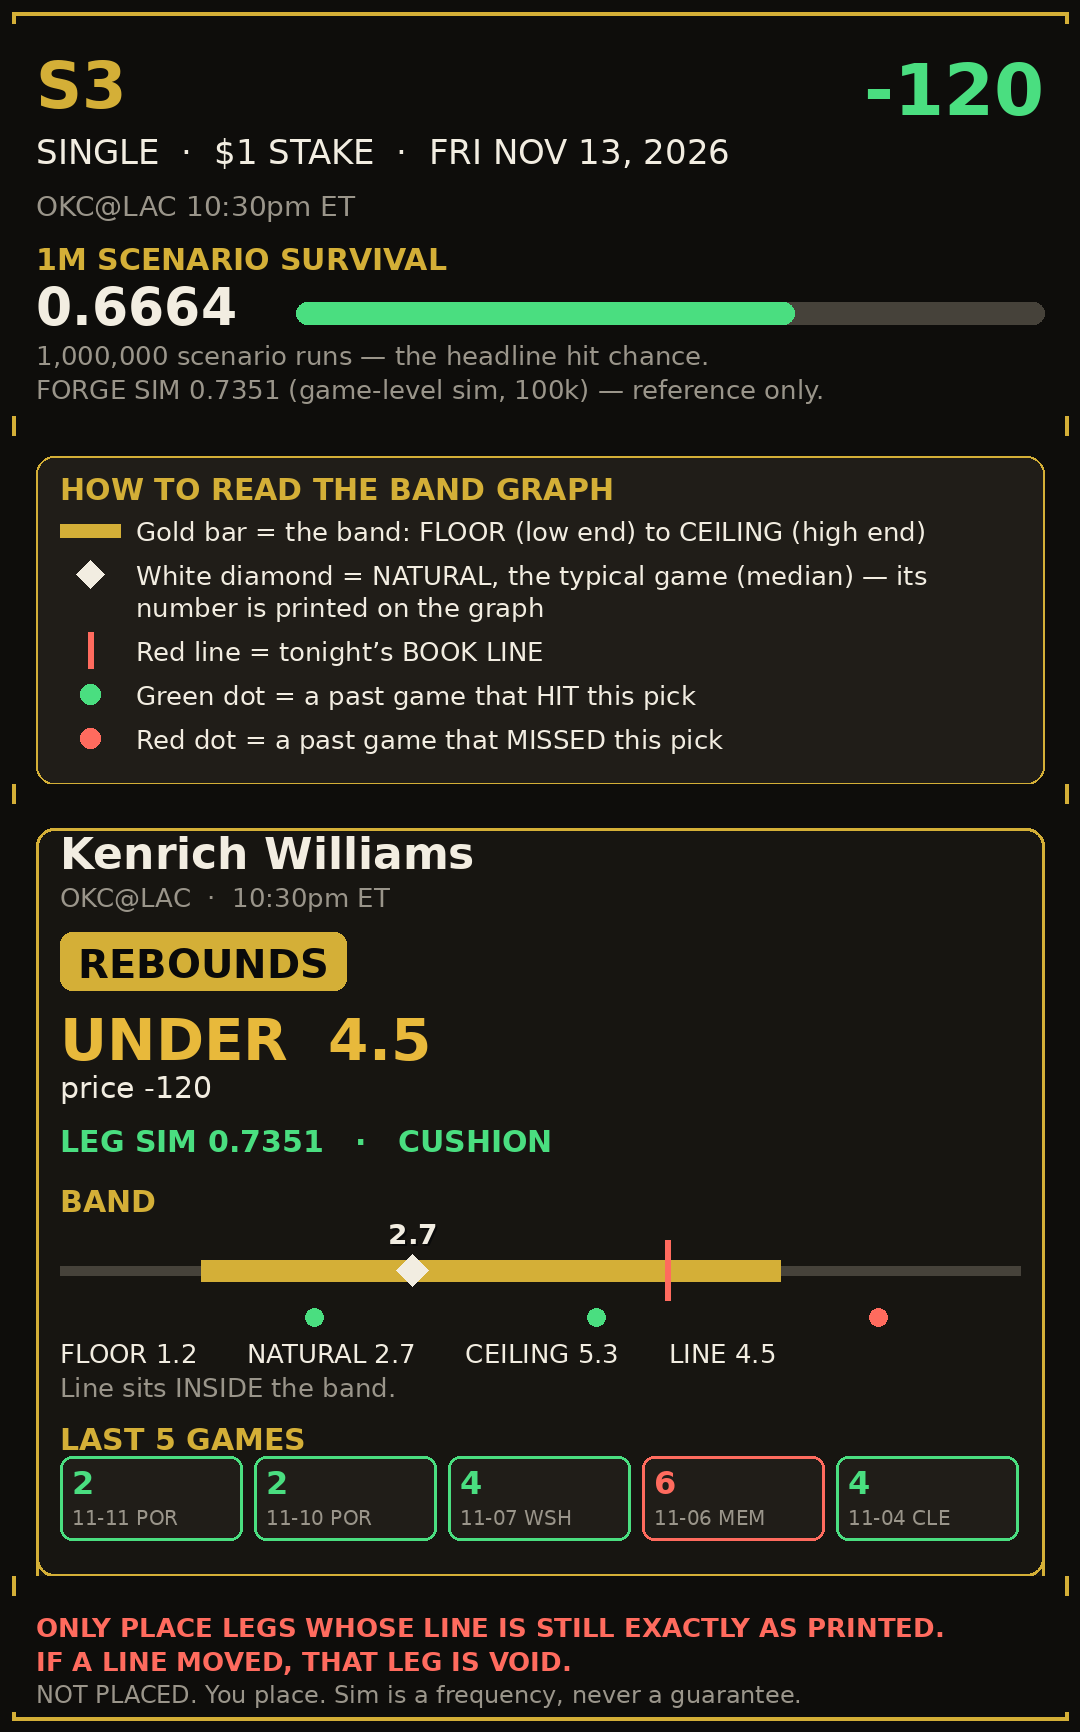 S3
-120
SINGLE · $1 STAKE · FRI NOV 13, 2026
OKC@LAC 10:30pm ET
1M SCENARIO SURVIVAL
0.6664
1,000,000 scenario runs — the headline hit chance.
FORGE SIM 0.7351 (game-level sim, 100k) — reference only.
HOW TO READ THE BAND GRAPH
Gold bar = the band: FLOOR (low end) to CEILING (high end)
White diamond = NATURAL, the typical game (median) — its
number is printed on the graph
Red line = tonight’s BOOK LINE
Green dot = a past game that HIT this pick
Red dot = a past game that MISSED this pick
Kenrich Williams
OKC@LAC · 10:30pm ET
REBOUNDS
UNDER 4.5
price -120
LEG SIM 0.7351 · CUSHION
BAND
2.7
FLOOR 1.2 NATURAL 2.7 CEILING 5.3 LINE 4.5
Line sits INSIDE the band.
LAST 5 GAMES
2 2 4 6 4
11-11 POR 11-10 POR 11-07 WSH 11-06 MEM 11-04 CLE
ONLY PLACE LEGS WHOSE LINE IS STILL EXACTLY AS PRINTED.
IF A LINE MOVED, THAT LEG IS VOID.
NOT PLACED. You place. Sim is a frequency, never a guarantee.